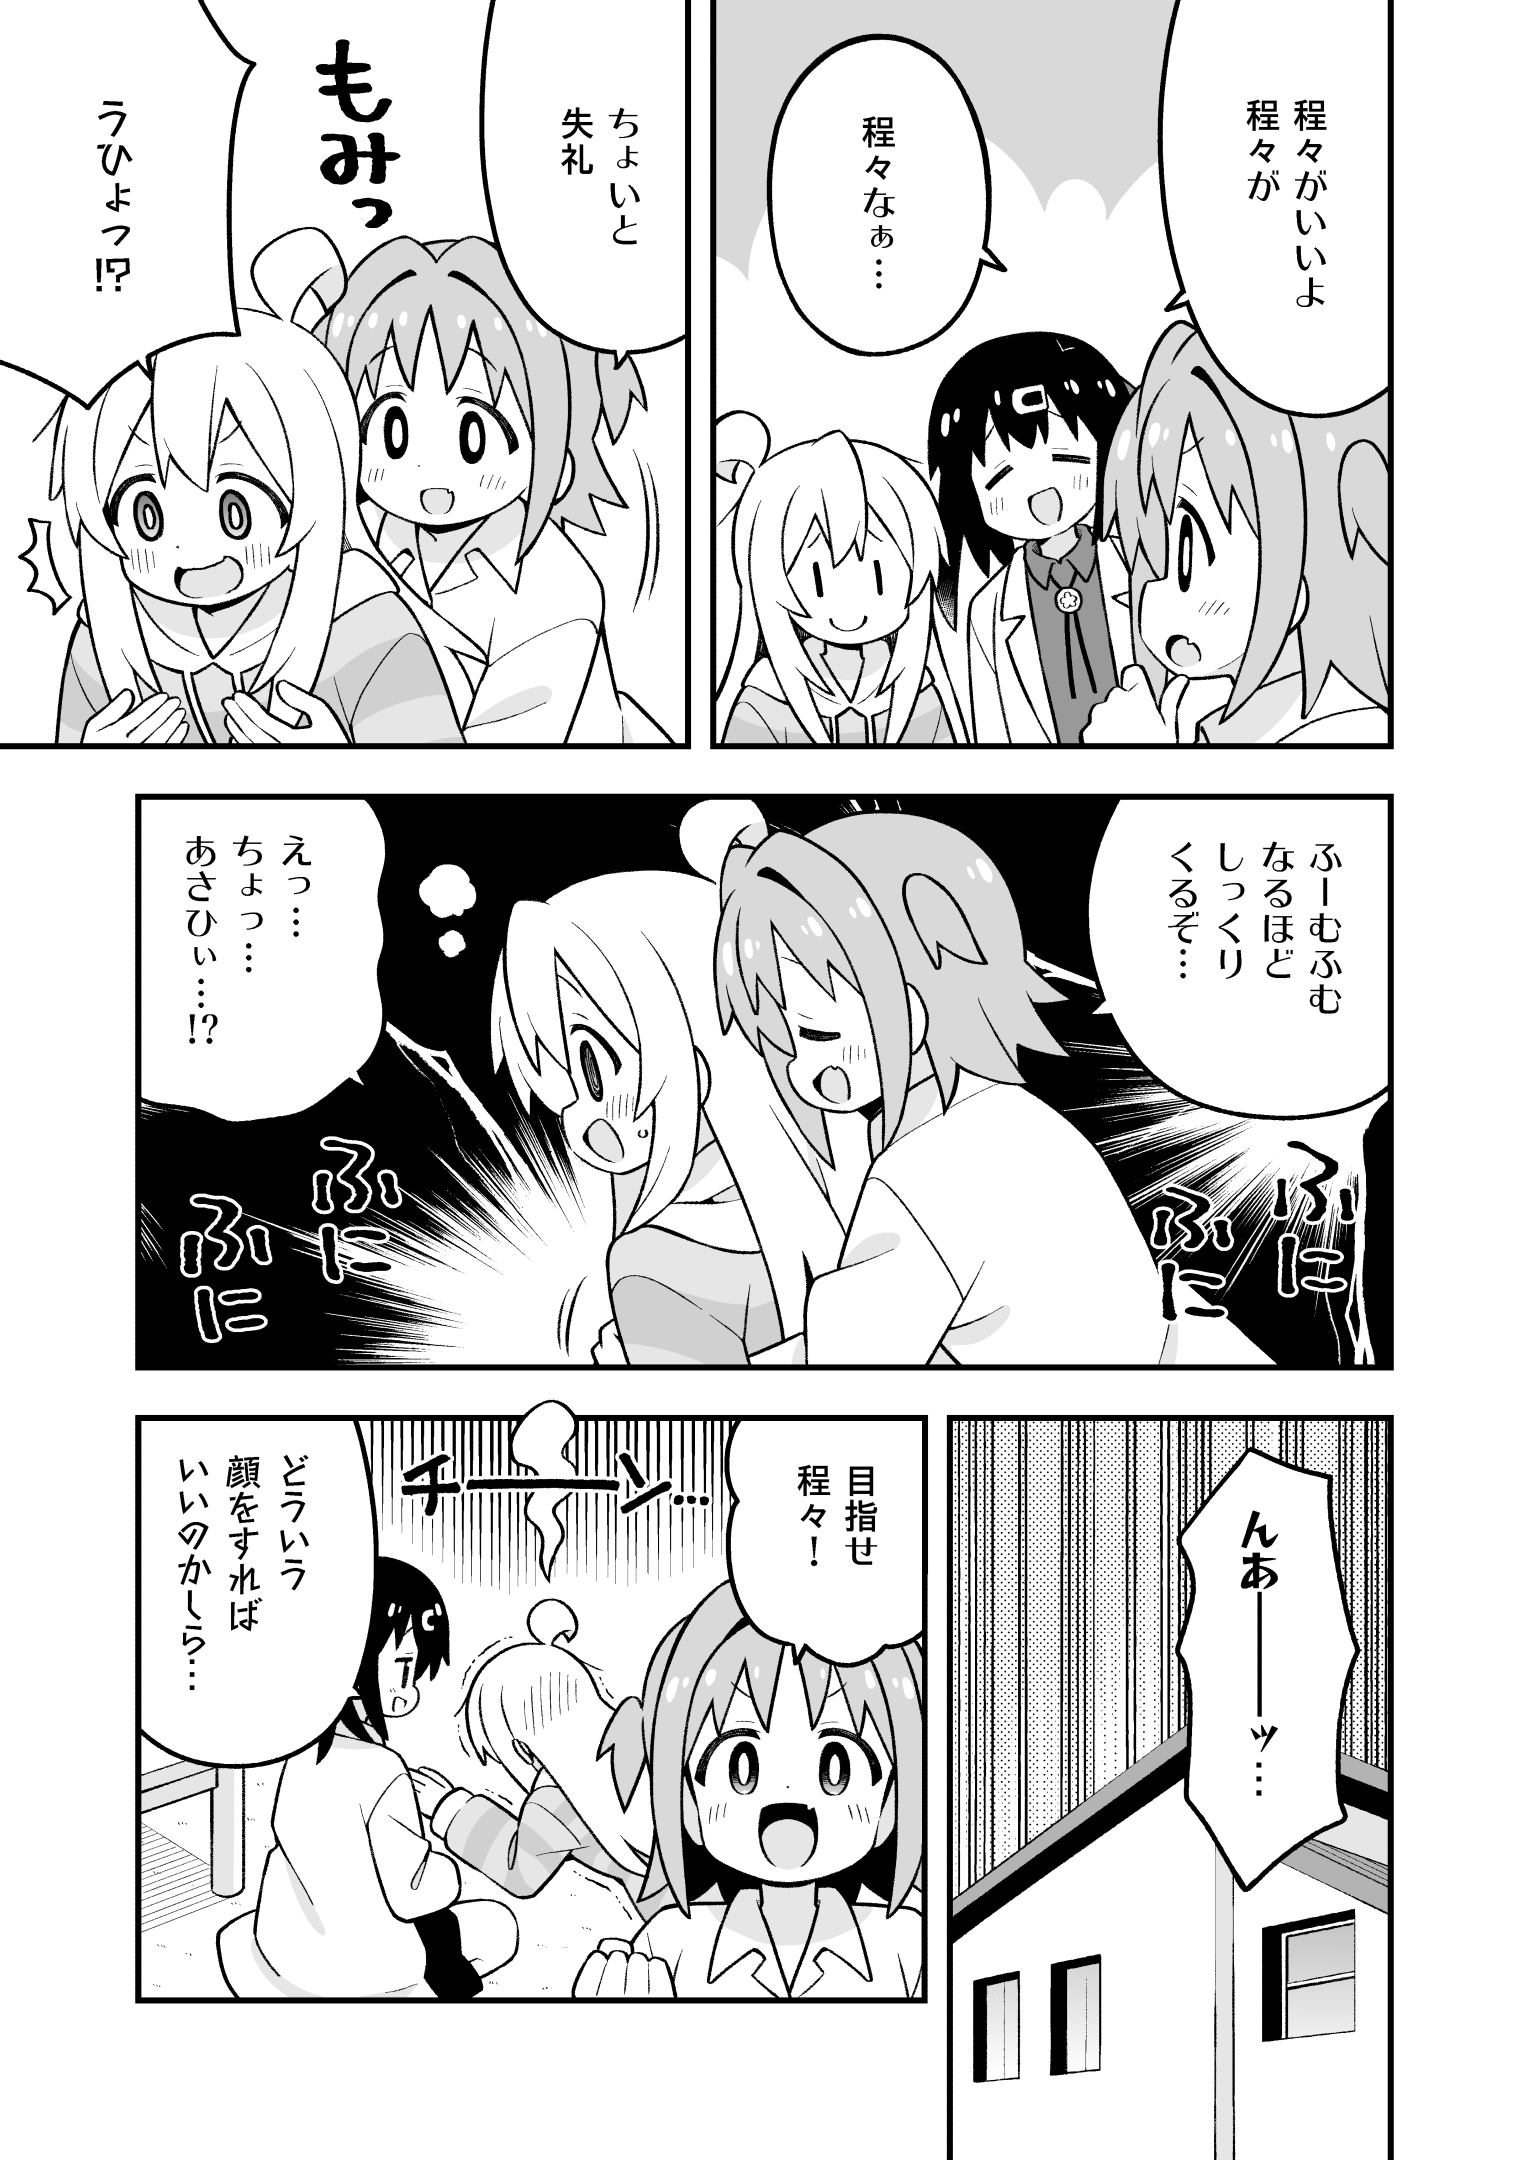 程々がいいよ
程々が
程々なぁ…
ちょいと
失礼
もみっ
うひょっ!?
ふーむふむ
なるほど
しっくり
くるぞ…
ふに
ふに
えっ…
ちょっ…
あさひぃ…!?
ふに
ふに
んあーーーッ…
目指せ
程々！
チーーン…
どういう
顔をすれば
いいのかしら…